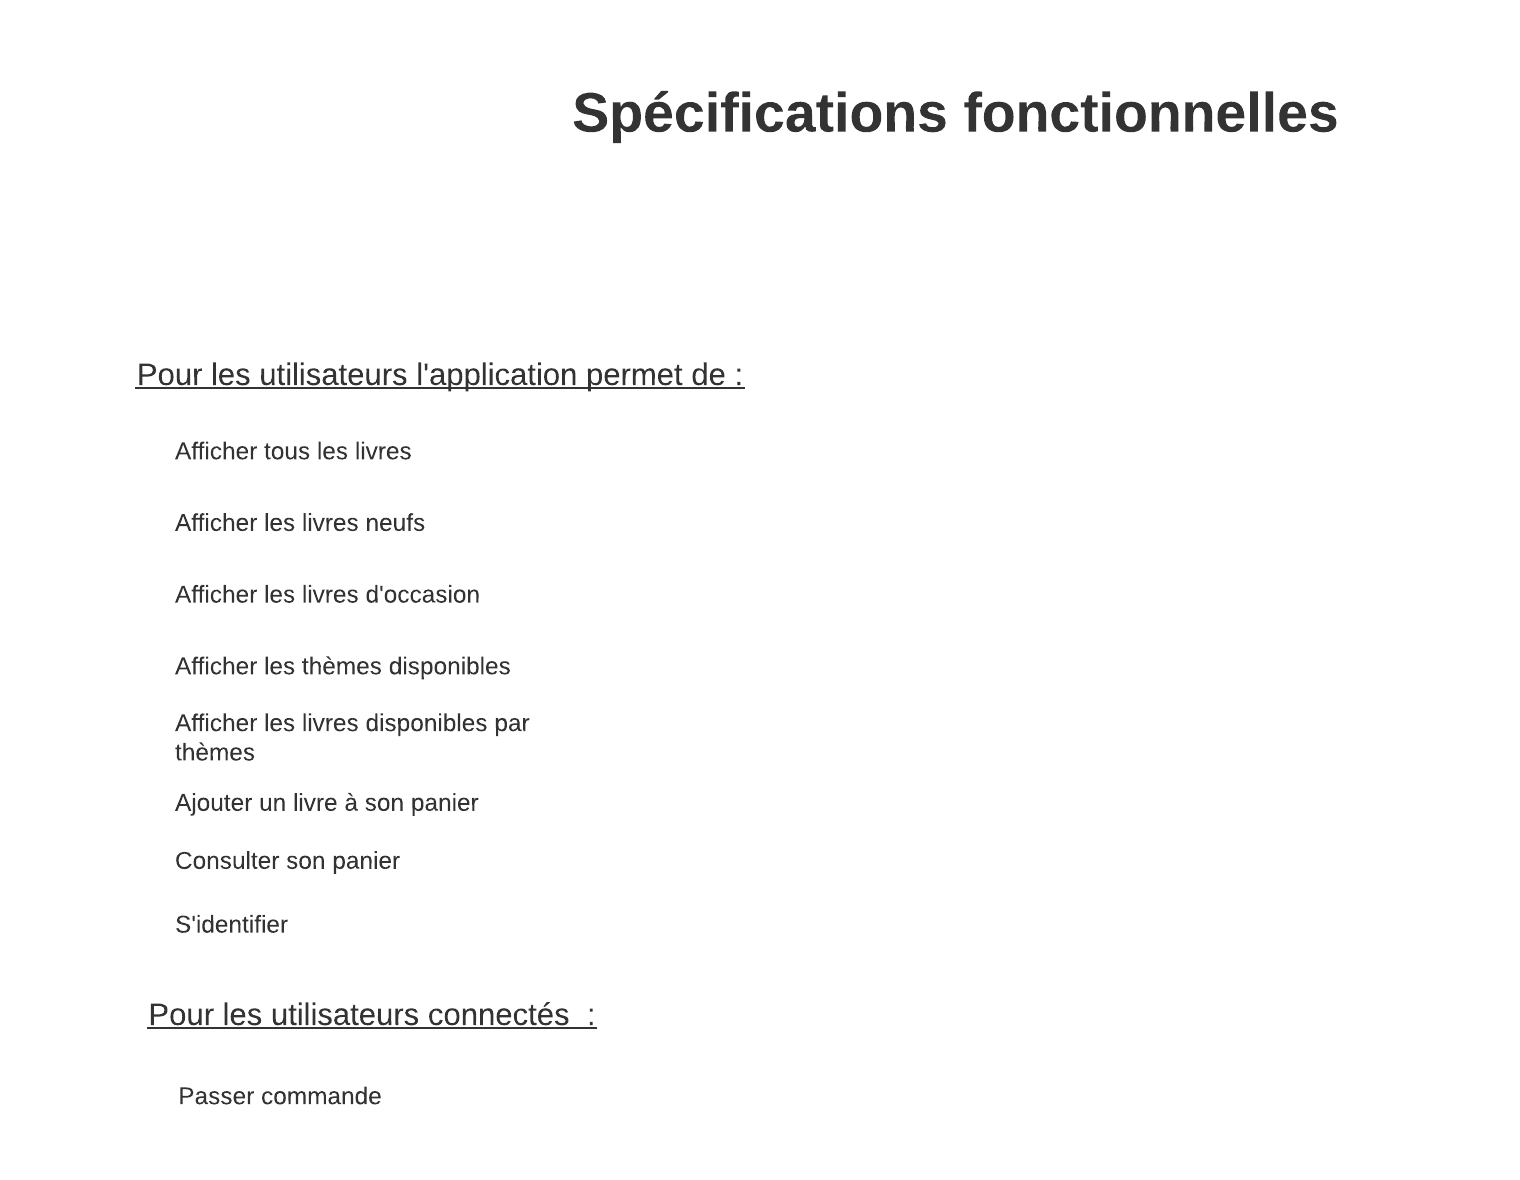 Spécifications fonctionnelles
Pour les utilisateurs l'application permet de :
Afficher tous les livres
Afficher les livres neufs
Afficher les livres d'occasion
Afficher les thèmes disponibles
Afficher les livres disponibles par
thèmes
Ajouter un livre à son panier
Consulter son panier
S'identifier
Pour les utilisateurs connectés  :
Passer commande